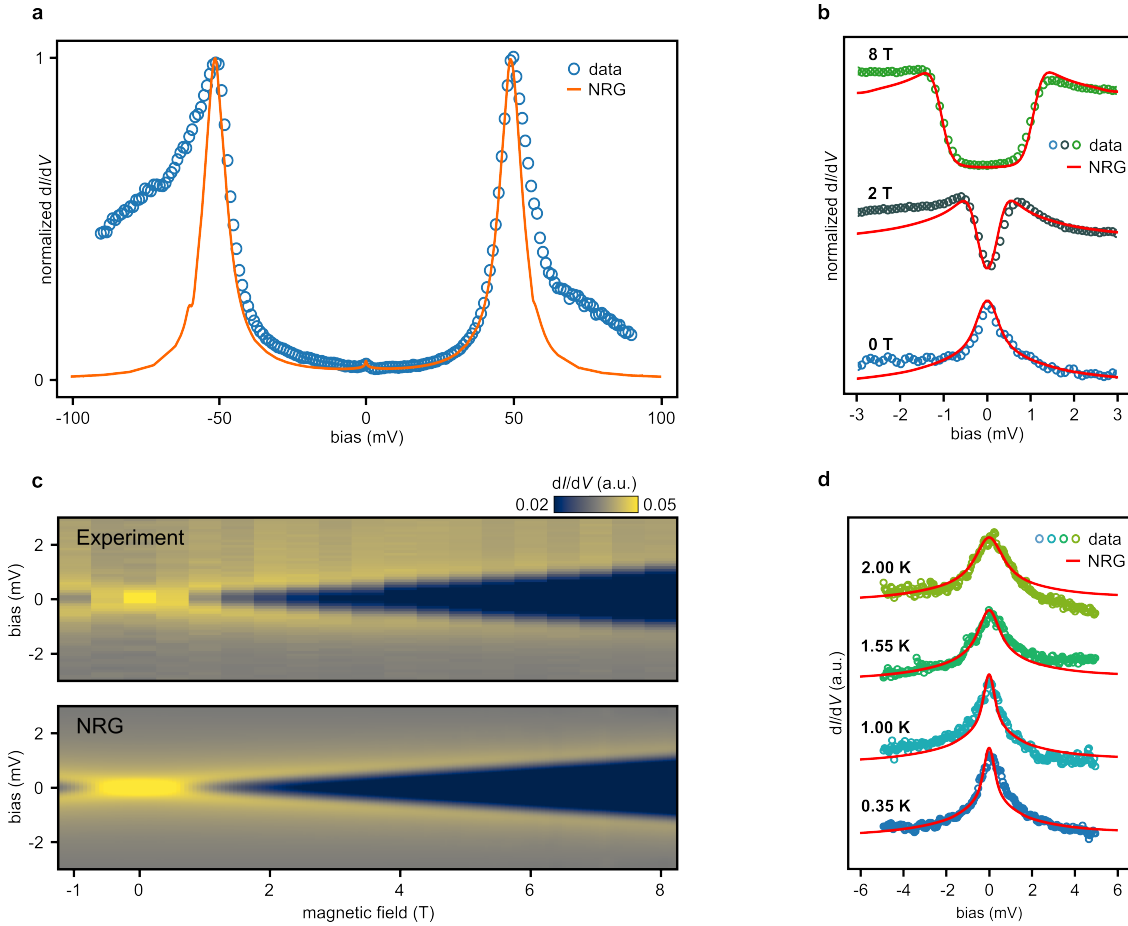 a
normalized dI/dV
1
0
data
NRG
-100
-50
0
50
100
bias (mV)
b
normalized dI/dV
8 T
data
NRG
2 T
0 T
-3
-2
-1
0
1
2
3
bias (mV)
c
dI/dV (a.u.)
0.02
0.05
Experiment
bias (mV)
2
0
-2
NRG
bias (mV)
2
0
-2
-1
0
2
4
6
8
magnetic field (T)
d
dI/dV (a.u.)
data
NRG
2.00 K
1.55 K
1.00 K
0.35 K
-6
-4
-2
0
2
4
6
bias (mV)